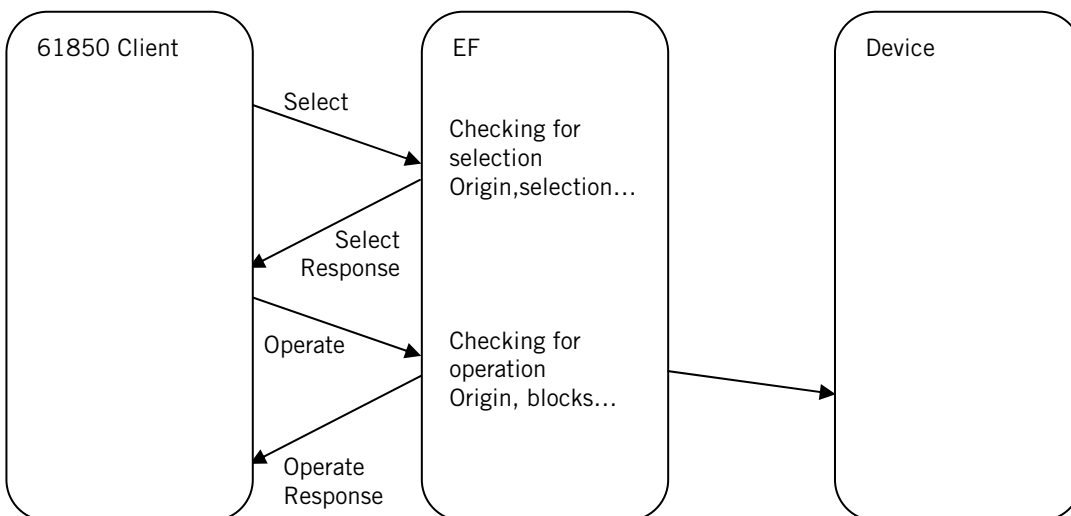 61850 Client
EF
Device
Select
Checking for
selection
Origin,selection…
Select
Response
Operate
Checking for
operation
Origin, blocks…
Operate
Response